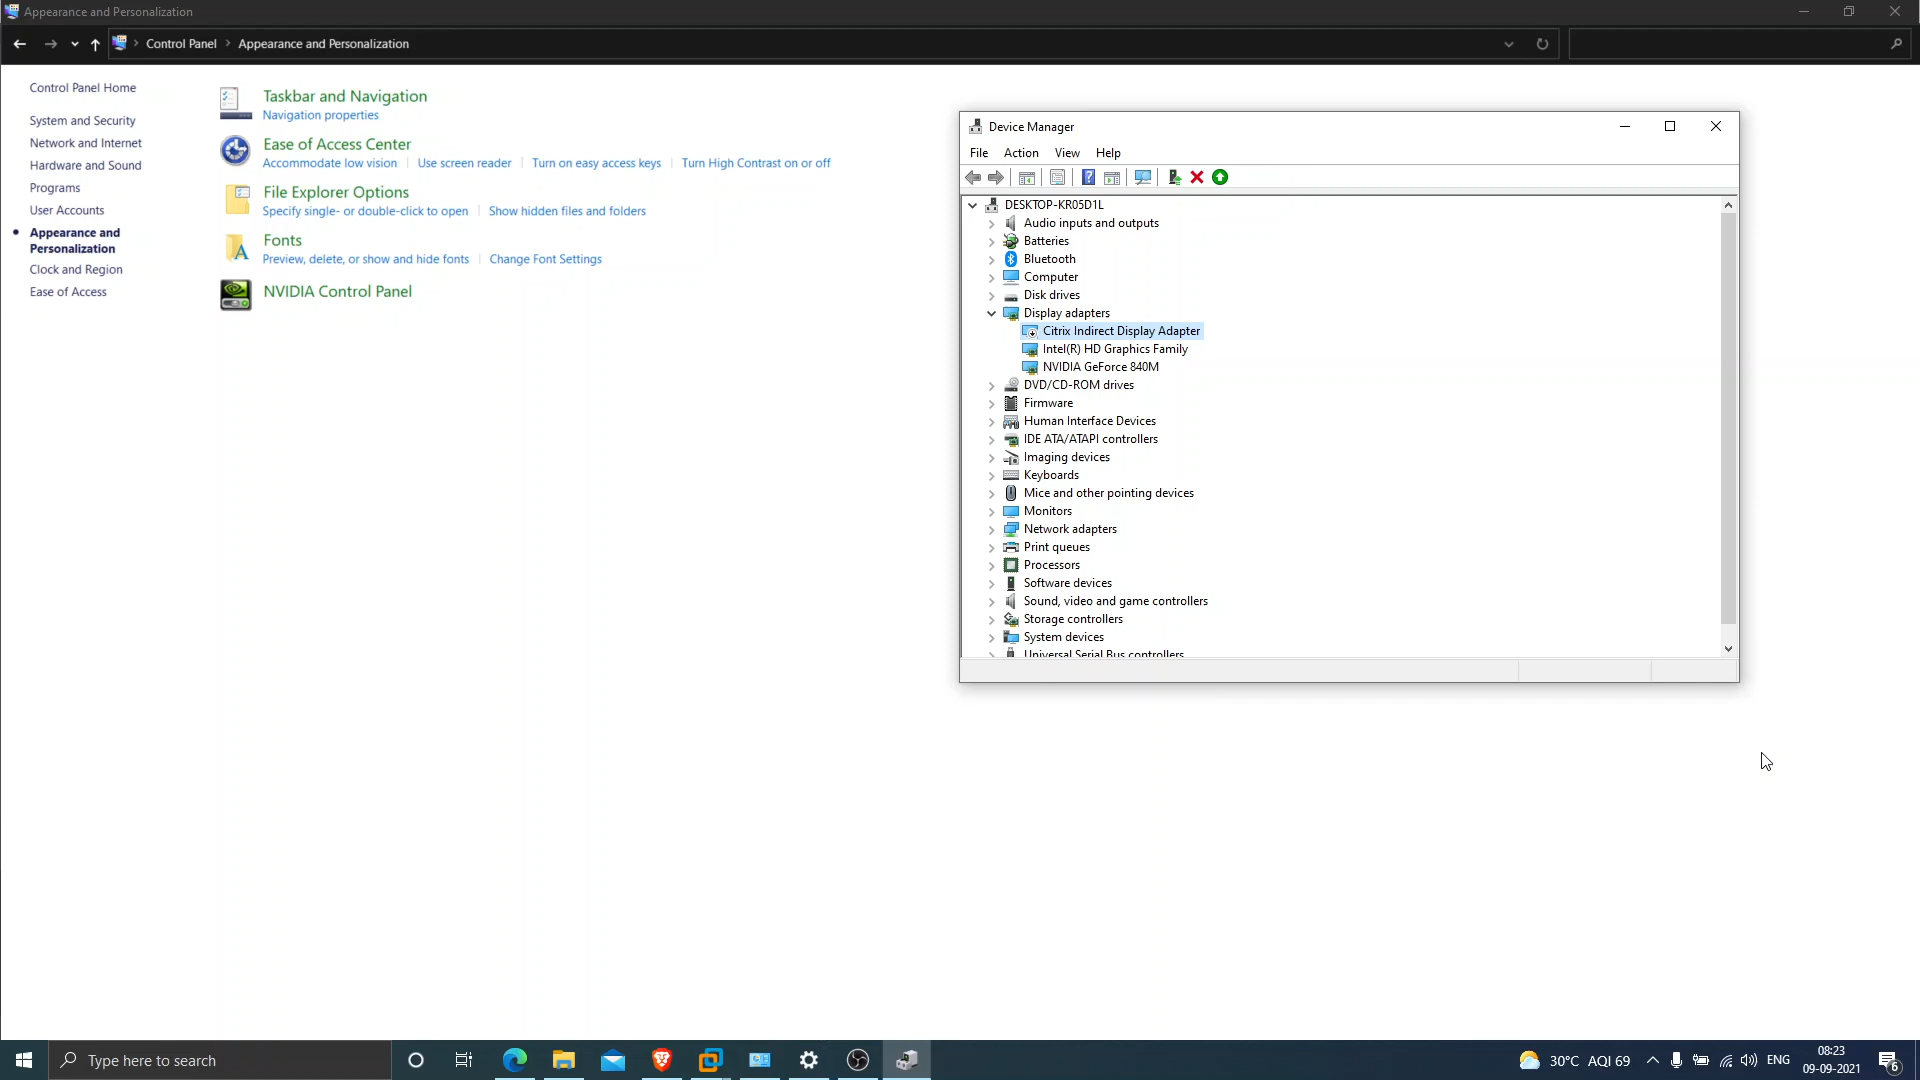 Appearance and Personalization
Control Panel > Appearance and Personalization
Control Panel Home
System and Security
Network and Internet
Hardware and Sound
Programs
User Accounts
Appearance and
Personalization
Clock and Region
Ease of Access
Taskbar and Navigation
Navigation properties
Ease of Access Center
Accommodate low vision | Use screen reader | Turn on easy access keys | Turn High Contrast on or off
File Explorer Options
Specify single- or double-click to open | Show hidden files and folders
Fonts
Preview, delete, or show and hide fonts | Change Font Settings
NVIDIA Control Panel
Device Manager
File Action View Help
DESKTOP-KR05D1L
Audio inputs and outputs
Batteries
Bluetooth
Computer
Disk drives
Display adapters
Citrix Indirect Display Adapter
Intel(R) HD Graphics Family
NVIDIA GeForce 840M
DVD/CD-ROM drives
Firmware
Human Interface Devices
IDE ATA/ATAPI controllers
Imaging devices
Keyboards
Mice and other pointing devices
Monitors
Network adapters
Print queues
Processors
Software devices
Sound, video and game controllers
Storage controllers
System devices
Universal Serial Bus controllers
Type here to search
30°C AQI 69
ENG
08:23
09-09-2021
6